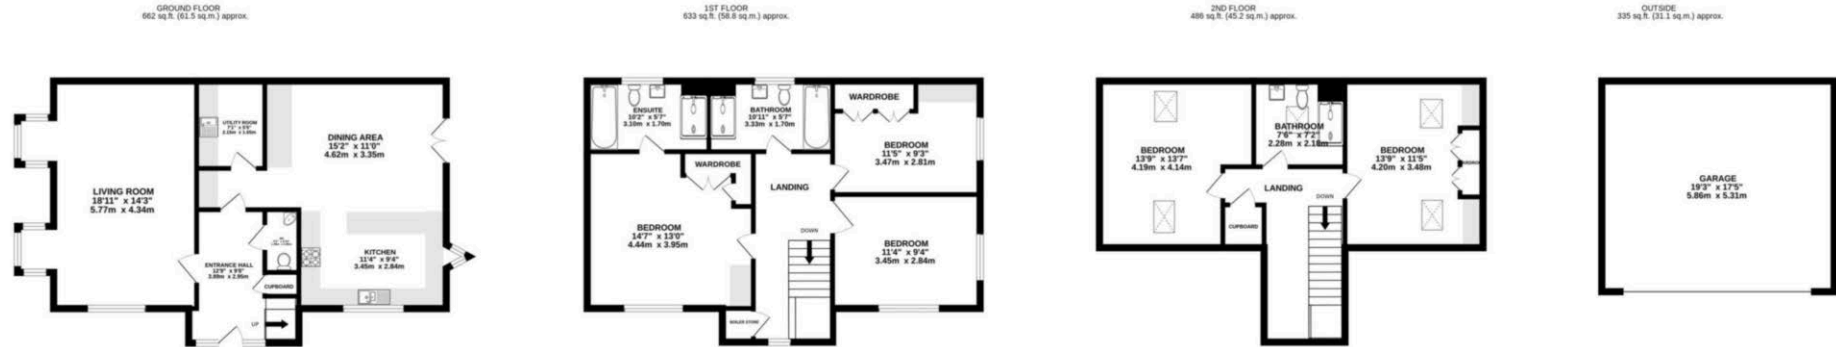 GROUND FLOOR
662 sq.ft. (61.5 sq.m.) approx.
UTILITY ROOM
DINING AREA
15'2" x 11'0"
4.62m x 3.35m
LIVING ROOM
18'11" x 14'3"
5.77m x 4.34m
ENTRANCE HALL
KITCHEN
11'4" x 9'4"
3.45m x 2.84m
CUPBOARD
UP
1ST FLOOR
633 sq.ft. (58.8 sq.m.) approx.
ENSUITE
10'2" x 5'7"
3.10m x 1.70m
BATHROOM
10'11" x 5'7"
3.33m x 1.70m
WARDROBE
BEDROOM
11'5" x 9'3"
3.47m x 2.81m
WARDROBE
LANDING
BEDROOM
14'7" x 13'0"
4.44m x 3.95m
DOWN
BEDROOM
11'4" x 9'4"
3.45m x 2.84m
2ND FLOOR
486 sq.ft. (45.2 sq.m.) approx.
BEDROOM
13'9" x 13'7"
4.19m x 4.14m
BATHROOM
7'6" x 7'2"
BEDROOM
13'9" x 11'5"
4.20m x 3.48m
LANDING
DOWN
CUPBOARD
OUTSIDE
335 sq.ft. (31.1 sq.m.) approx.
GARAGE
19'3" x 17'5"
5.86m x 5.31m